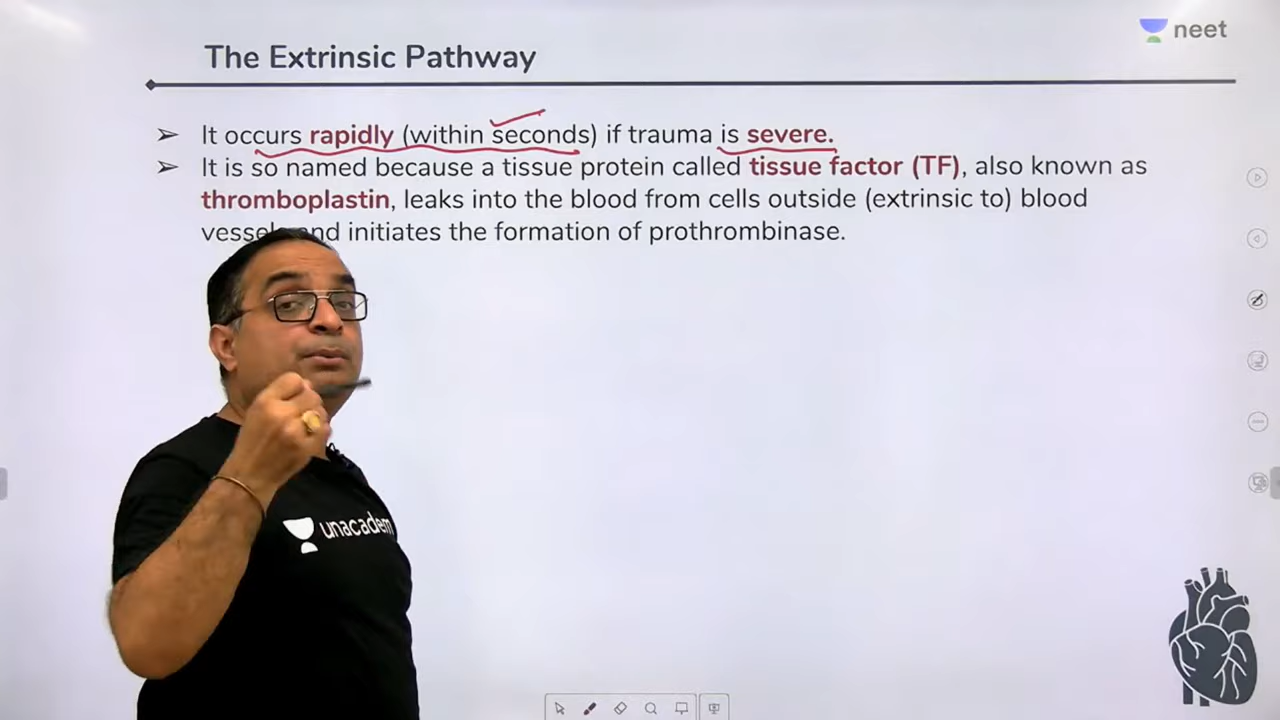 neet
The Extrinsic Pathway
➢ It occurs rapidly (within seconds) if trauma is severe.
➢ It is so named because a tissue protein called tissue factor (TF), also known as
thromboplastin, leaks into the blood from cells outside (extrinsic to) blood
and initiates the formation of prothrombinase.
unacadem